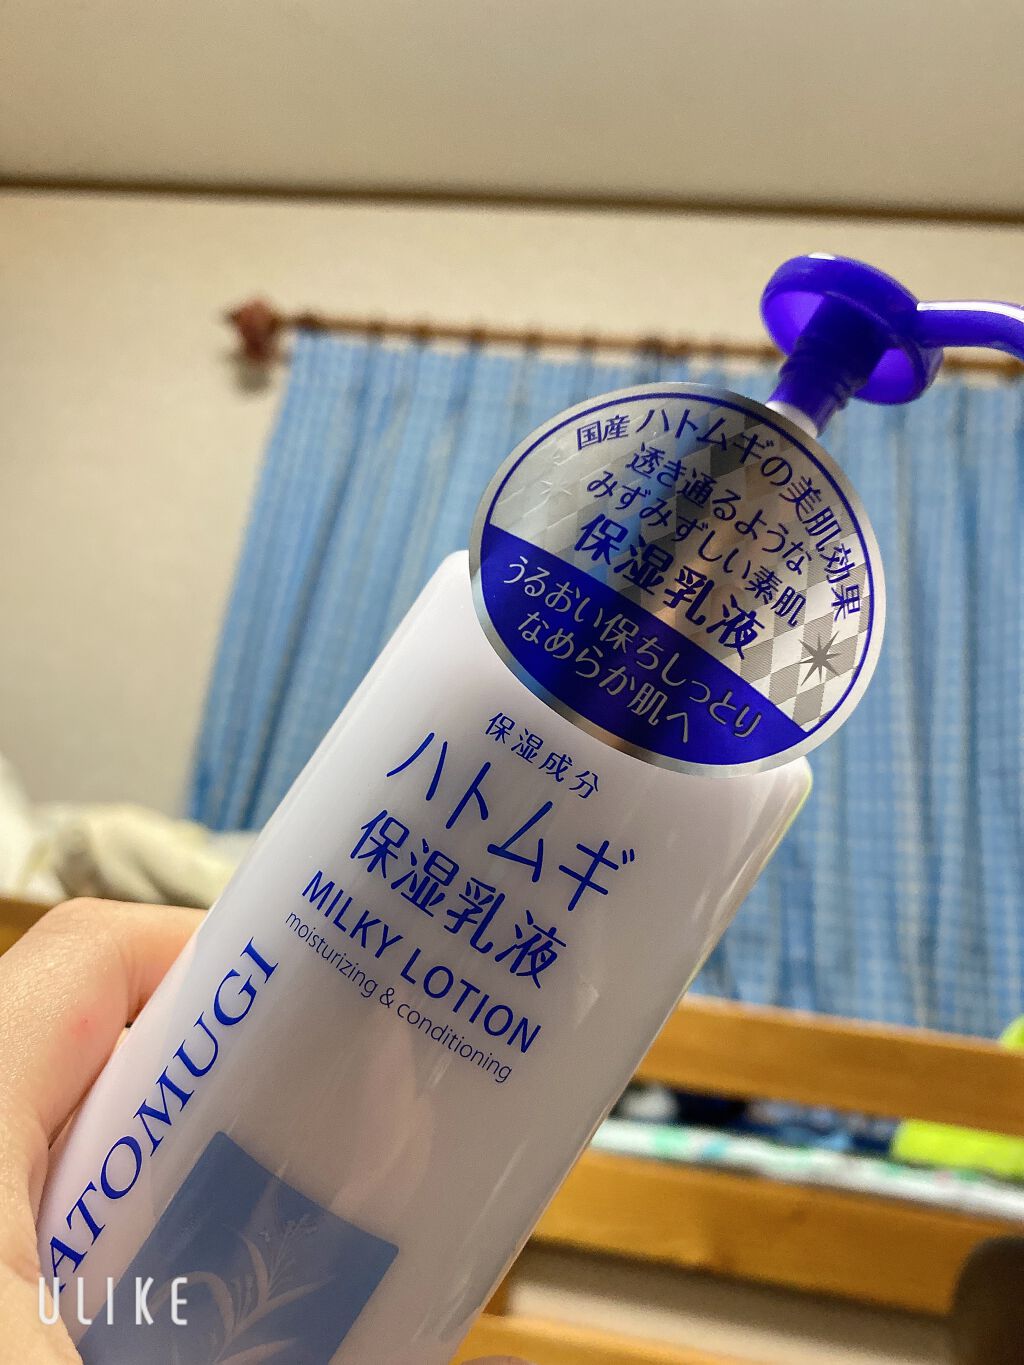 国産ハトムギの美肌効果
透き通るような
みずみずしい素肌
保湿乳液
うるおい保ちしっとり
なめらか肌へ
保湿成分
ハトムギ
保湿乳液
MILKY LOTION
moisturizing & conditioning
ATOMUGI
ULIKE